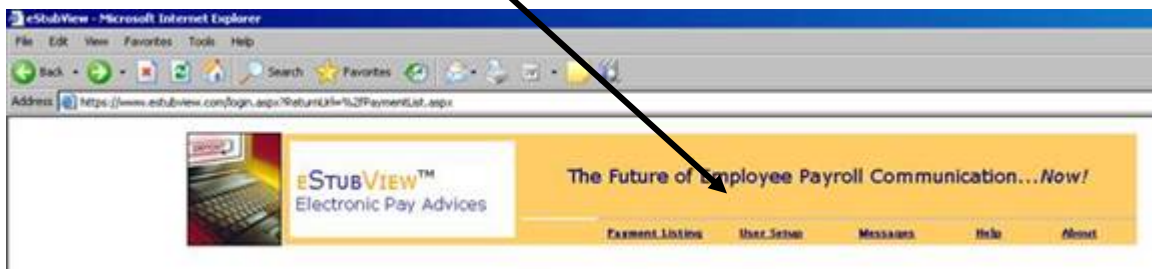 eStubView - Microsoft Internet Explorer
File Edit View Favorites Tools Help
Back Search Favorites
Address https://www.estubview.com/login.aspx?ReturnUrl=%2fPaymentList.aspx
DEPOSIT
ESTUBVIEW™
Electronic Pay Advices
The Future of Employee Payroll Communication...Now!
Payment Listing User Setup Messages Help About